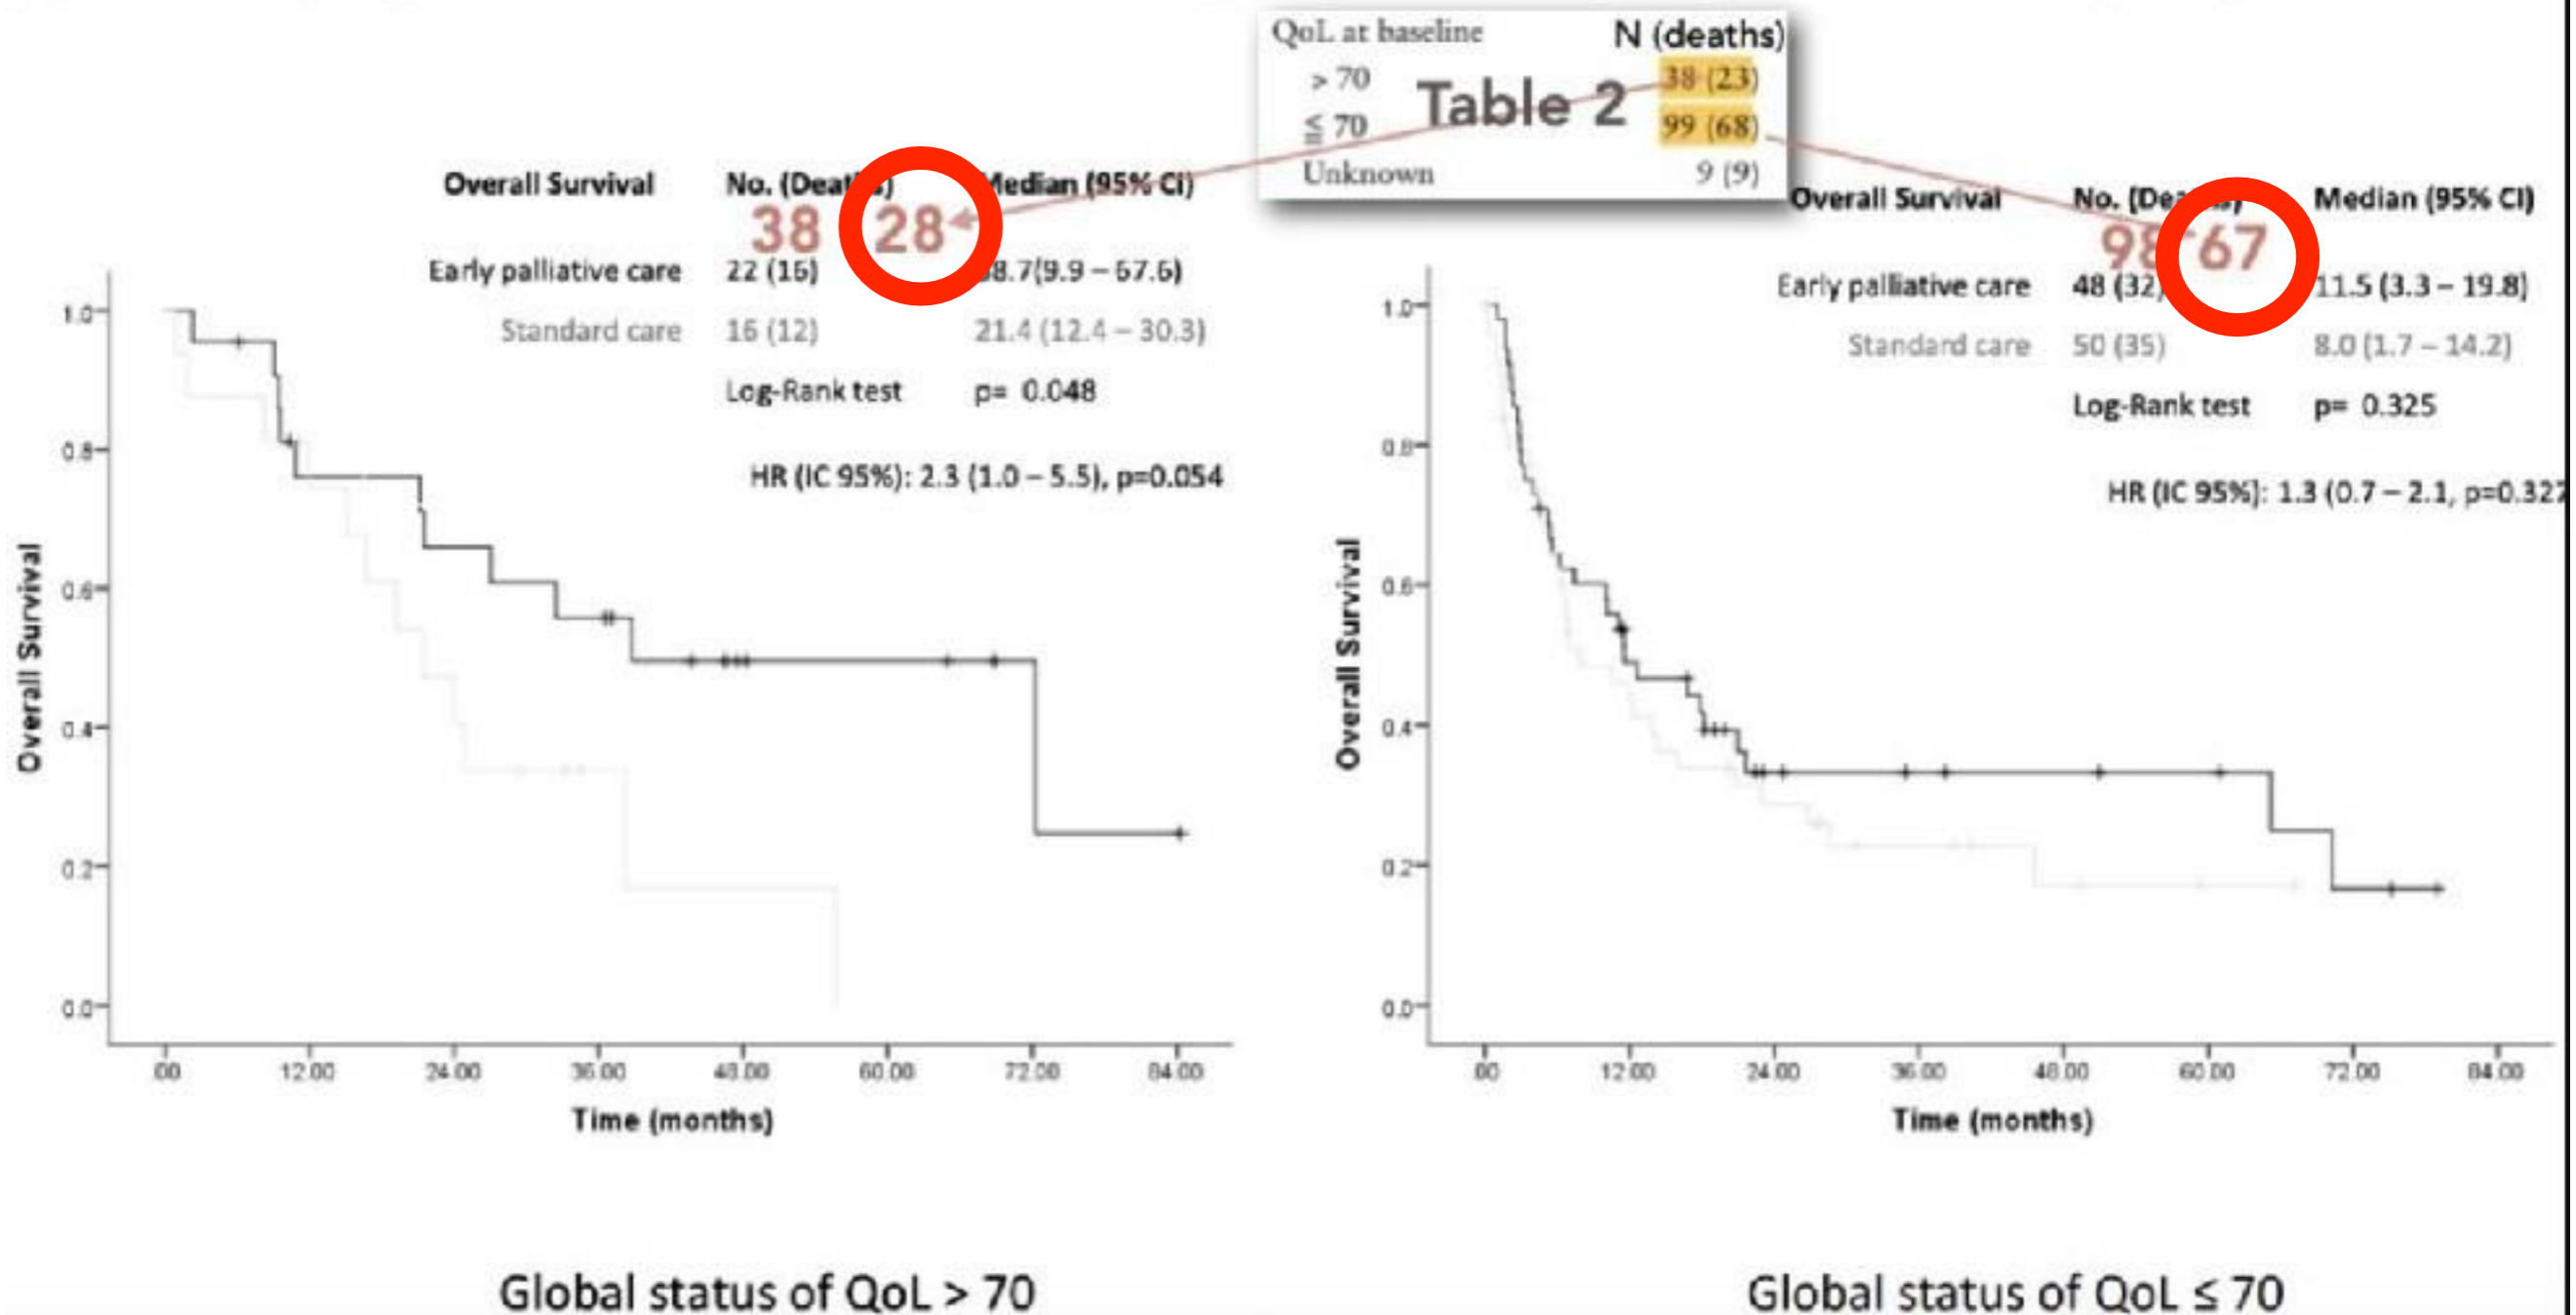 QoL at baseline N (deaths)
> 70 38 (23)
Table 2
≤ 70 99 (68)
Unknown 9 (9)
Overall Survival No. (Deaths) Median (95% CI)
38 28
Early palliative care 22 (16) 38.7(9.9 – 67.6)
Standard care 16 (12) 21.4 (12.4 – 30.3)
Log-Rank test p= 0.048
HR (IC 95%): 2.3 (1.0 – 5.5), p=0.054
Overall Survival
1.0
0.8
0.6
0.4
0.2
0.0
.00 12.00 24.00 36.00 48.00 60.00 72.00 84.00
Time (months)
Global status of QoL > 70
Overall Survival No. (Deaths) Median (95% CI)
98 67
Early palliative care 48 (32) 11.5 (3.3 – 19.8)
Standard care 50 (35) 8.0 (1.7 – 14.2)
Log-Rank test p= 0.325
HR (IC 95%]: 1.3 (0.7 – 2.1, p=0.327
Overall Survival
1.0
0.8
0.6
0.4
0.2
0.0
.00 12.00 24.00 36.00 48.00 60.00 72.00 84.00
Time (months)
Global status of QoL ≤ 70